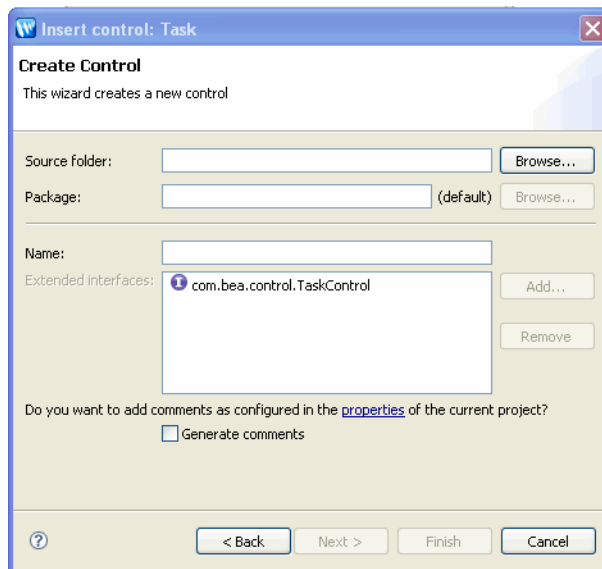 Insert control: Task
Create Control
This wizard creates a new control
Source folder: Browse...
Package: (default) Browse...
Name:
Extended interfaces: com.bea.control.TaskControl Add...
Remove
Do you want to add comments as configured in the properties of the current project?
Generate comments
? < Back Next > Finish Cancel